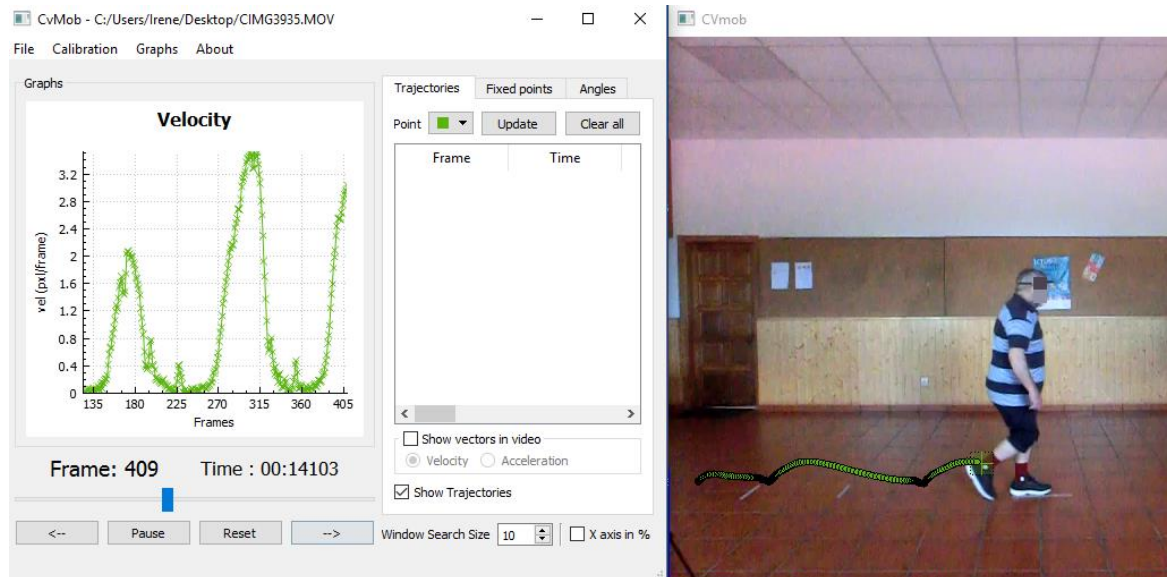 CvMob - C:/Users/Irene/Desktop/CIMG3935.MOV
File Calibration Graphs About
Graphs
Velocity
vel (pxl/frame)
3.2
2.8
2.4
2
1.6
1.2
0.8
0.4
0
135 180 225 270 315 360 405
Frames
Frame: 409 Time : 00:14103
<-- Pause Reset -->
Trajectories Fixed points Angles
Point Update Clear all
Frame Time
Show vectors in video
Velocity Acceleration
Show Trajectories
Window Search Size 10 X axis in %
CVmob